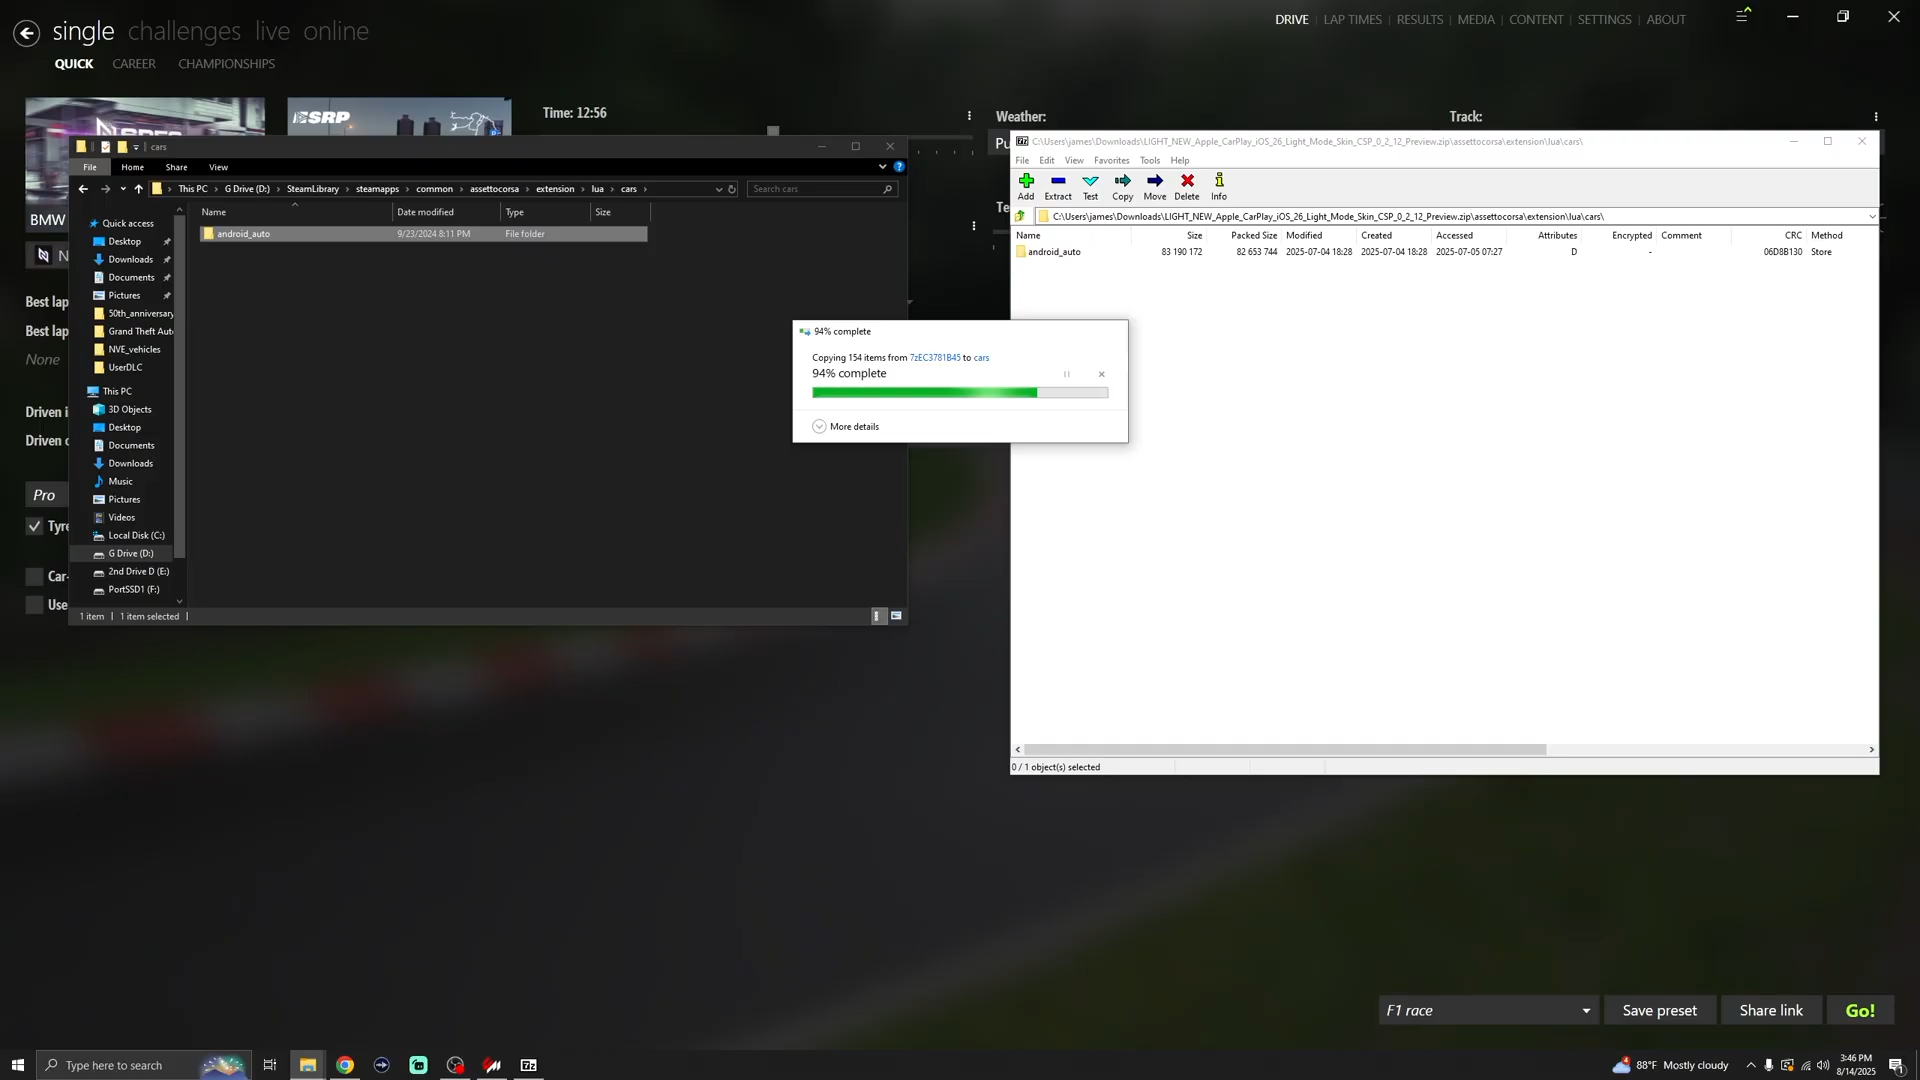 single challenges live online
DRIVE | LAP TIMES | RESULTS | MEDIA | CONTENT | SETTINGS | ABOUT
QUICK CAREER CHAMPIONSHIPS
SRP
Time: 12:56
Weather:
Track:
BMW
Best lap
Best lap
None
Driven
Driven
Pro
cars
File Home Share View
This PC > G Drive (D:) > SteamLibrary > steamapps > common > assettocorsa > extension > lua > cars >
Search cars
Name Date modified Type Size
android_auto 9/23/2024 8:11 PM File folder
Quick access
Desktop
Downloads
Documents
Pictures
50th_anniversary
Grand Theft Aut
NVE_vehicles
UserDLC
This PC
3D Objects
Desktop
Documents
Downloads
Music
Pictures
Videos
Local Disk (C:)
G Drive (D:)
2nd Drive D (E:)
PortSSD1 (F:)
1 item 1 item selected
C:\Users\james\Downloads\LIGHT_NEW_Apple_CarPlay_iOS_26_Light_Mode_Skin_CSP_0_2_12_Preview.zip\assettocorsa\extension\lua\cars\
File Edit View Favorites Tools Help
Add Extract Test Copy Move Delete Info
C:\Users\james\Downloads\LIGHT_NEW_Apple_CarPlay_iOS_26_Light_Mode_Skin_CSP_0_2_12_Preview.zip\assettocorsa\extension\lua\cars\
Name Size Packed Size Modified Created Accessed Attributes Encrypted Comment CRC Method
android_auto 83 190 172 82 653 744 2025-07-04 18:28 2025-07-04 18:28 2025-07-05 07:27 D - 06D8B130 Store
0 / 1 object(s) selected
94% complete
Copying 154 items from 7zEC3781B45 to cars
94% complete
More details
F1 race
Save preset
Share link
Go!
Type here to search
88°F Mostly cloudy
3:46 PM
8/14/2025